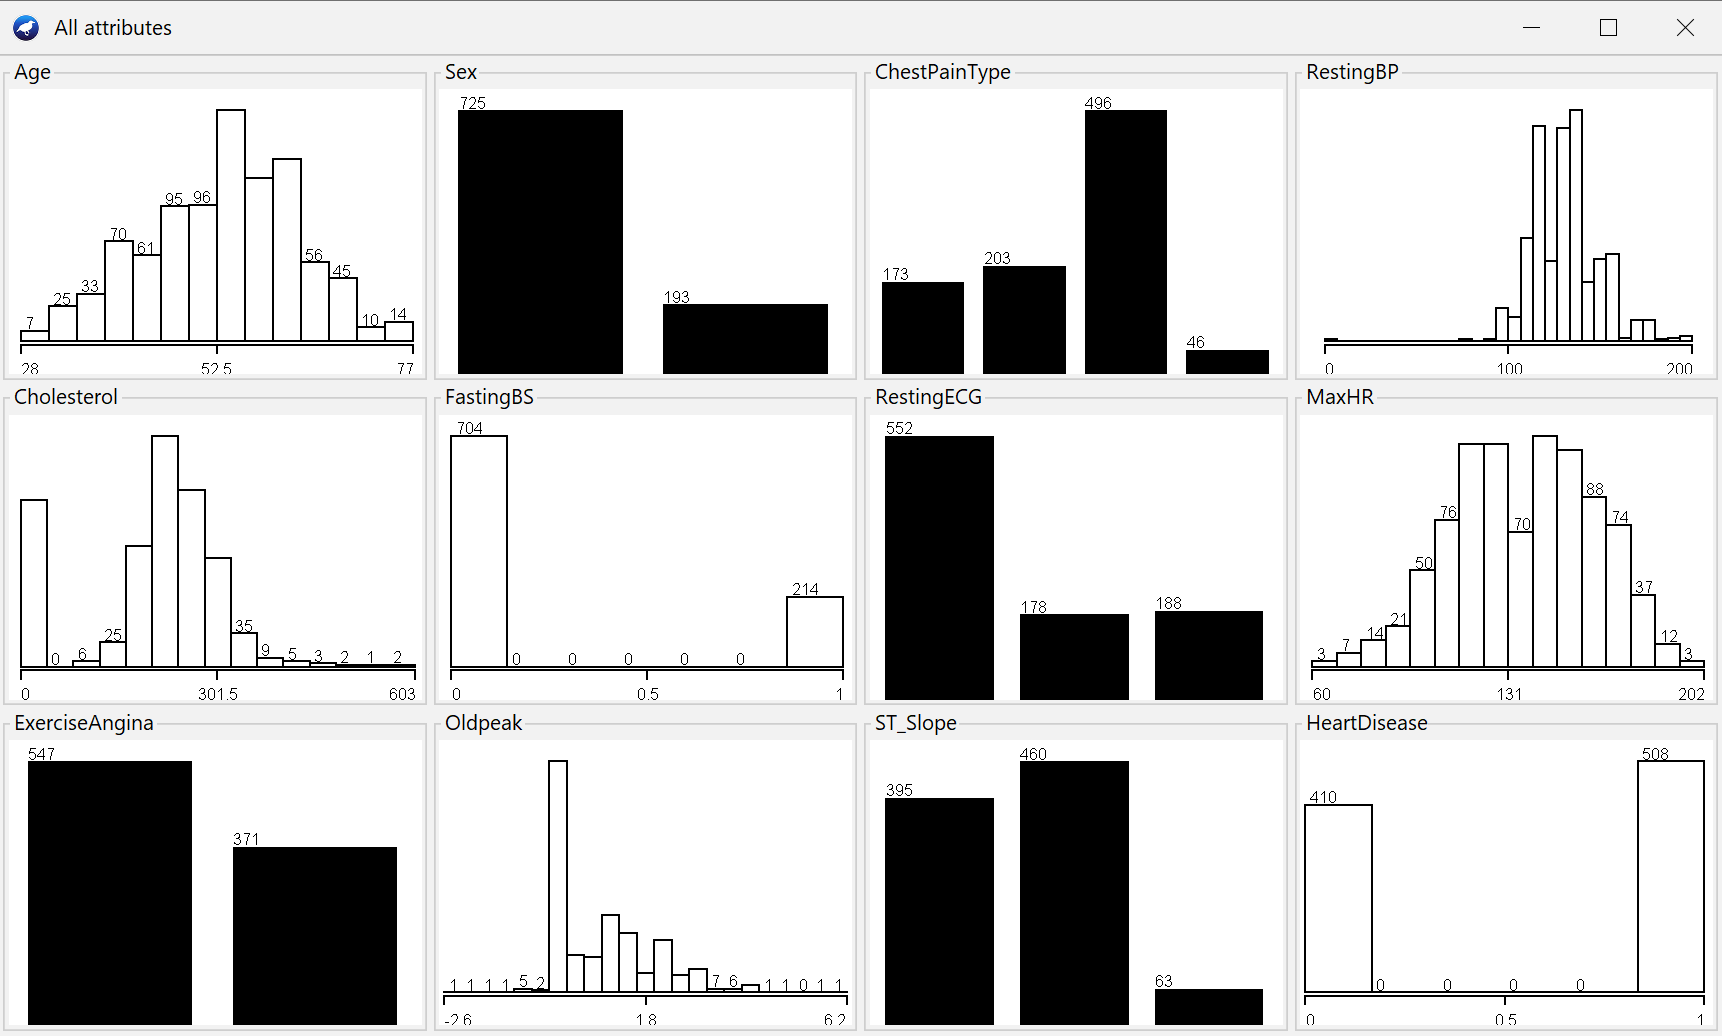 All attributes
Age
7 25 33 70 61 95 96 56 45 10 14
28 52.5 77
Sex
725 193
ChestPainType
173 203 496 46
RestingBP
0 100 200
Cholesterol
0 6 25 35 9 5 3 2 1 2
0 301.5 603
FastingBS
704 0 0 0 0 0 214
0 0.5 1
RestingECG
552 178 188
MaxHR
3 7 14 21 50 76 70 88 74 37 12 3
60 131 202
ExerciseAngina
547 371
Oldpeak
1 1 1 1 5 2 7 6 1 1 0 1 1
-2.6 1.8 6.2
ST_Slope
395 460 63
HeartDisease
410 0 0 0 0 508
0 0.5 1